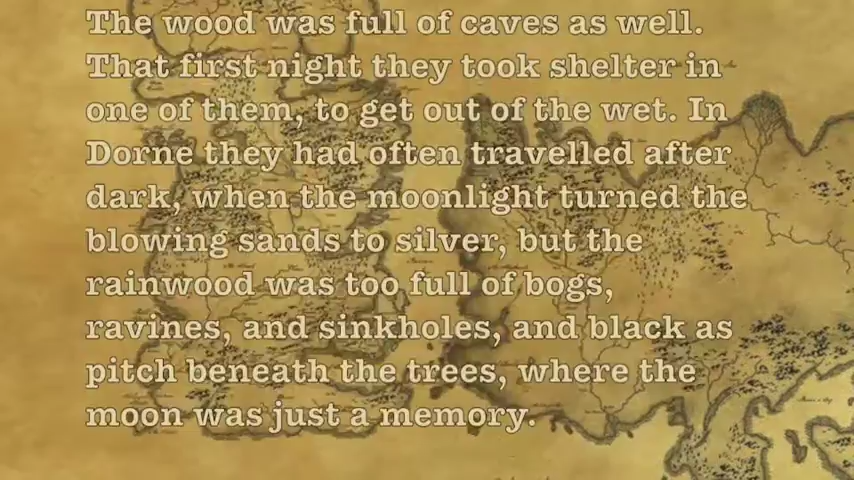 The wood was full of caves as well.
That first night they took shelter in
one of them, to get out of the wet. In
Dorne they had often travelled after
dark, when the moonlight turned the
blowing sands to silver, but the
rainwood was too full of bogs,
ravines, and sinkholes, and black as
pitch beneath the trees, where the
moon was just a memory.